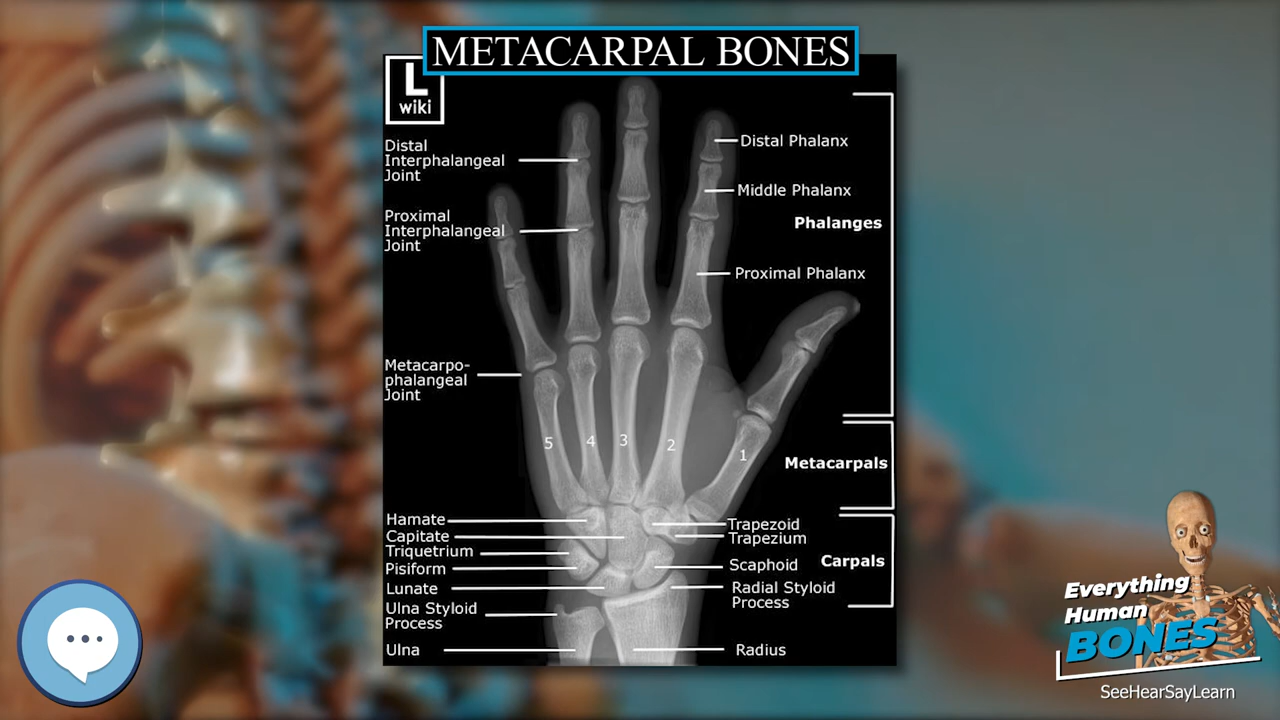 METACARPAL BONES
L
wiki
Distal
Interphalangeal
Joint
Proximal
Interphalangeal
Joint
Metacarpo-
phalangeal
Joint
Hamate
Capitate
Triquetrium
Pisiform
Lunate
Ulna Styloid
Process
Ulna
5
4
3
2
1
Distal Phalanx
Middle Phalanx
Phalanges
Proximal Phalanx
Metacarpals
Trapezoid
Trapezium
Scaphoid
Carpals
Radial Styloid
Process
Radius
Everything
Human
BONES
SeeHearSayLearn